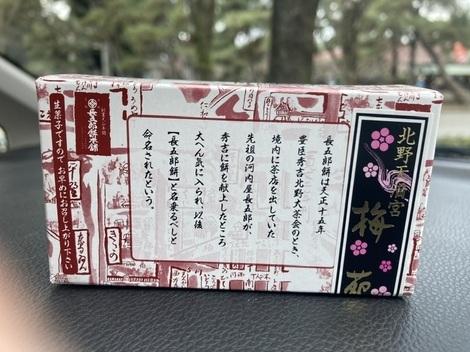 北野天満宮
梅苑
長五郎餅は天正十五年
豊臣秀吉北野大茶会のとき、
境内に茶店を出していた
先祖の河内屋長五郎が、
秀吉に餅を献上したところ
大へん気に入られ、以後
【長五郎餅】と名乗るべしと
命名されたという。
長五郎餅本舗
生菓子ですので お早めにお召し上がり下さい